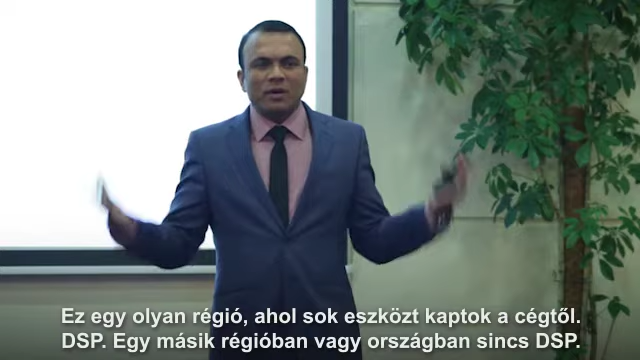 Ez egy olyan régió, ahol sok eszközt kaptok a cégtől.
DSP. Egy másik régióban vagy országban sincs DSP.